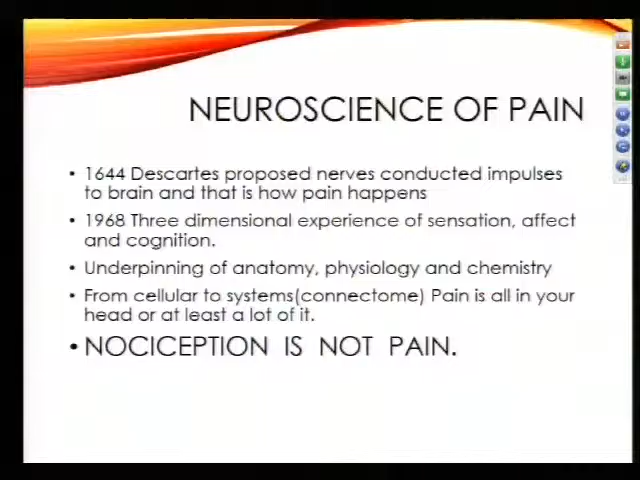 NEUROSCIENCE OF PAIN
• 1644 Descartes proposed nerves conducted impulses
to brain and that is how pain happens
• 1968 Three dimensional experience of sensation, affect
and cognition.
• Underpinning of anatomy, physiology and chemistry
• From cellular to systems(connectome) Pain is all in your
head or at least a lot of it.
• NOCICEPTION IS NOT PAIN.